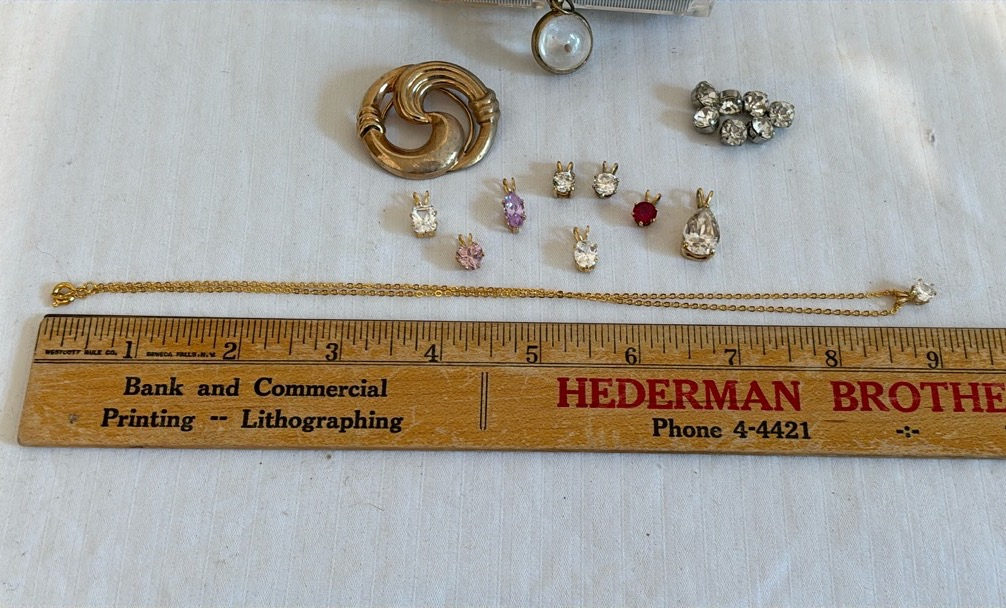 1 2 3 4 5 6 7 8 9
WESTCOTT RULE CO. SENECA FALLS, N.Y.
Bank and Commercial
Printing -- Lithographing
HEDERMAN BROTHE
Phone 4-4421 -:-